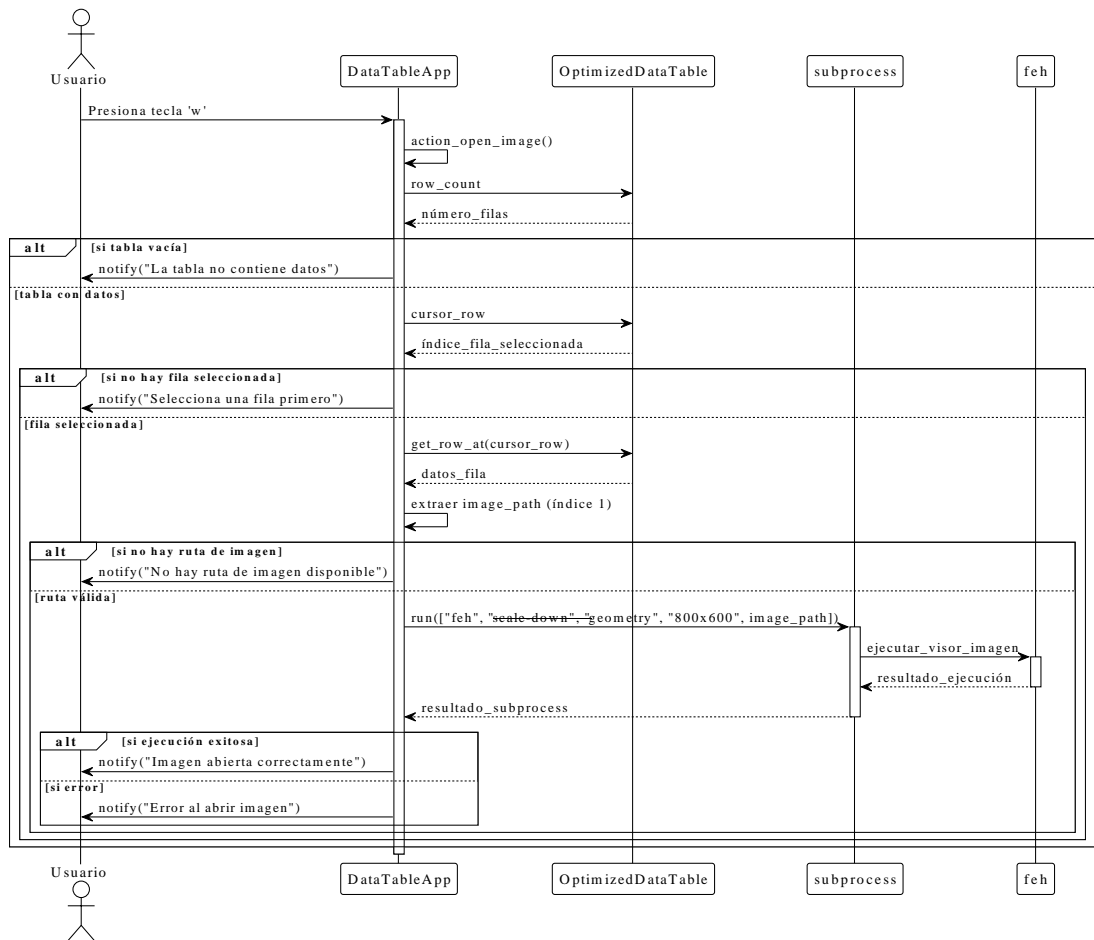 Usuario
DataTableApp
OptimizedDataTable
subprocess
feh
Presiona tecla 'w'
action_open_image()
row_count
número_filas
alt [si tabla vacía]
notify("La tabla no contiene datos")
[tabla con datos]
cursor_row
índice_fila_seleccionada
alt [si no hay fila seleccionada]
notify("Selecciona una fila primero")
[fila seleccionada]
get_row_at(cursor_row)
datos_fila
extraer image_path (índice 1)
alt [si no hay ruta de imagen]
notify("No hay ruta de imagen disponible")
[ruta válida]
run(["feh", "scale-down", "geometry", "800x600", image_path])
ejecutar_visor_imagen
resultado_ejecución
resultado_subprocess
alt [si ejecución exitosa]
notify("Imagen abierta correctamente")
[si error]
notify("Error al abrir imagen")
Usuario
DataTableApp
OptimizedDataTable
subprocess
feh